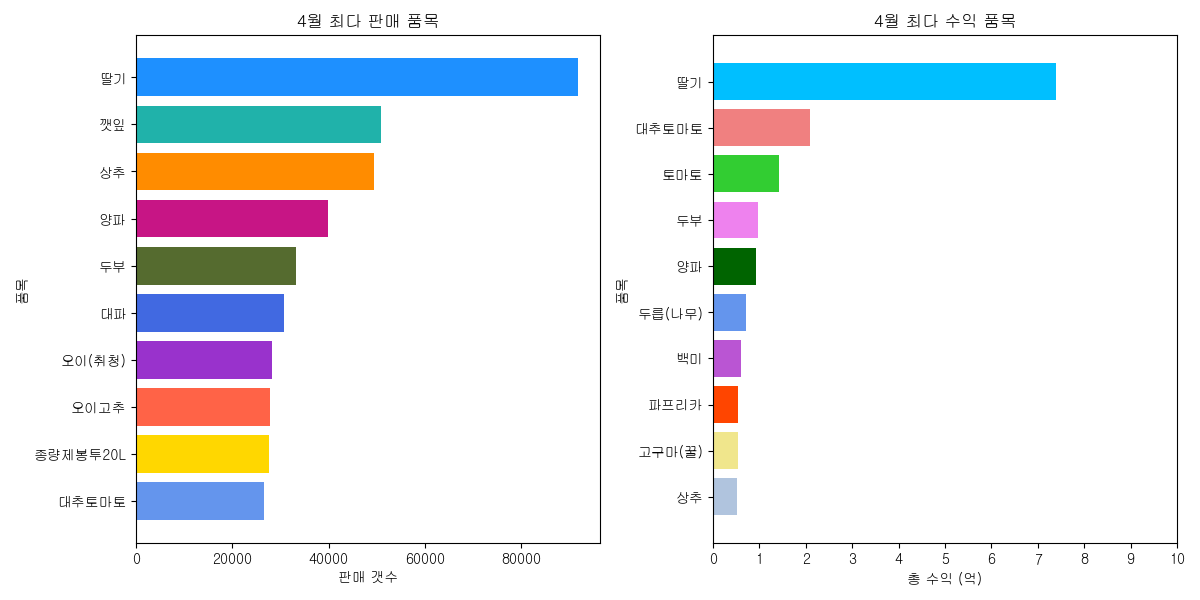 4월 최다 판매 품목
품목
딸기
깻잎
상추
양파
두부
대파
오이(취청)
오이고추
종량제봉투20L
대추토마토
0 20000 40000 60000 80000
판매 갯수
4월 최다 수익 품목
품목
딸기
대추토마토
토마토
두부
양파
두릅(나무)
백미
파프리카
고구마(꿀)
상추
0 1 2 3 4 5 6 7 8 9 10
총 수익 (억)